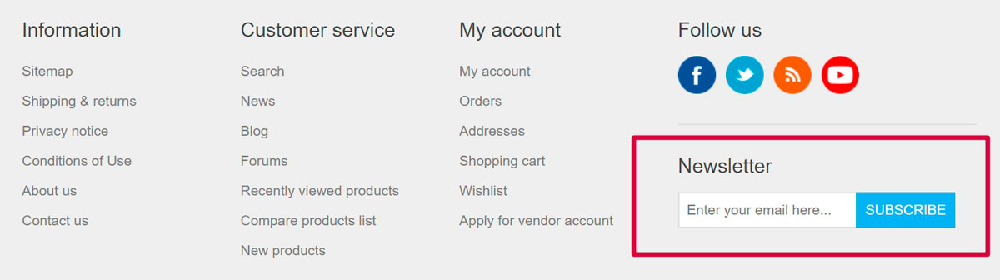 Information
Sitemap
Shipping & returns
Privacy notice
Conditions of Use
About us
Contact us
Customer service
Search
News
Blog
Forums
Recently viewed products
Compare products list
New products
My account
My account
Orders
Addresses
Shopping cart
Wishlist
Apply for vendor account
Follow us
f
Newsletter
Enter your email here...
SUBSCRIBE